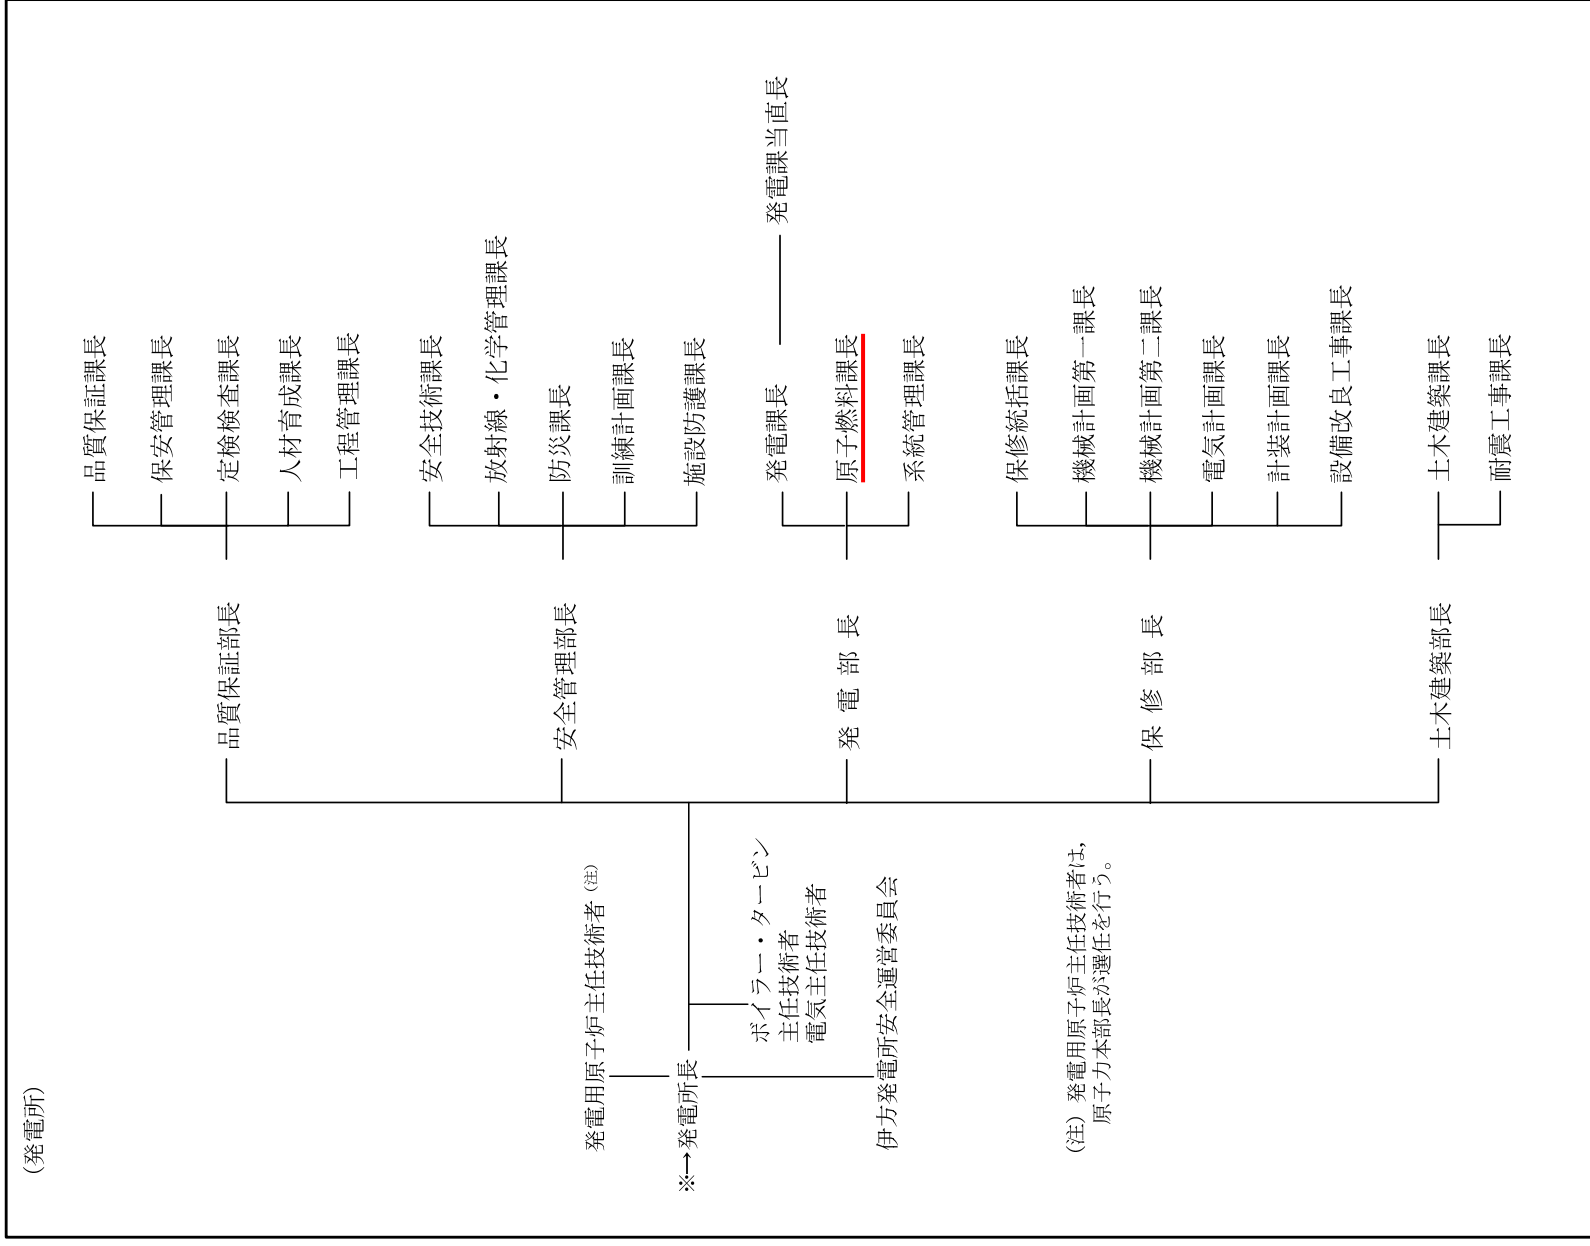 (発電所)
発電用原子炉主任技術者(注)
※→発電所長
ボイラー・タービン
主任技術者
電気主任技術者
伊方発電所安全運営委員会
(注) 発電用原子炉主任技術者は,
原子力本部長が選任を行う。
品質保証部長
品質保証課長
保安管理課長
定検検査課長
人材育成課長
工程管理課長
安全管理部長
安全技術課長
放射線・化学管理課長
防災課長
訓練計画課長
施設防護課長
発電部長
発電課長
発電課当直長
原子燃料課長
系統管理課長
保修部長
保修統括課長
機械計画第一課長
機械計画第二課長
電気計画課長
計装計画課長
設備改良工事課長
土木建築部長
土木建築課長
耐震工事課長